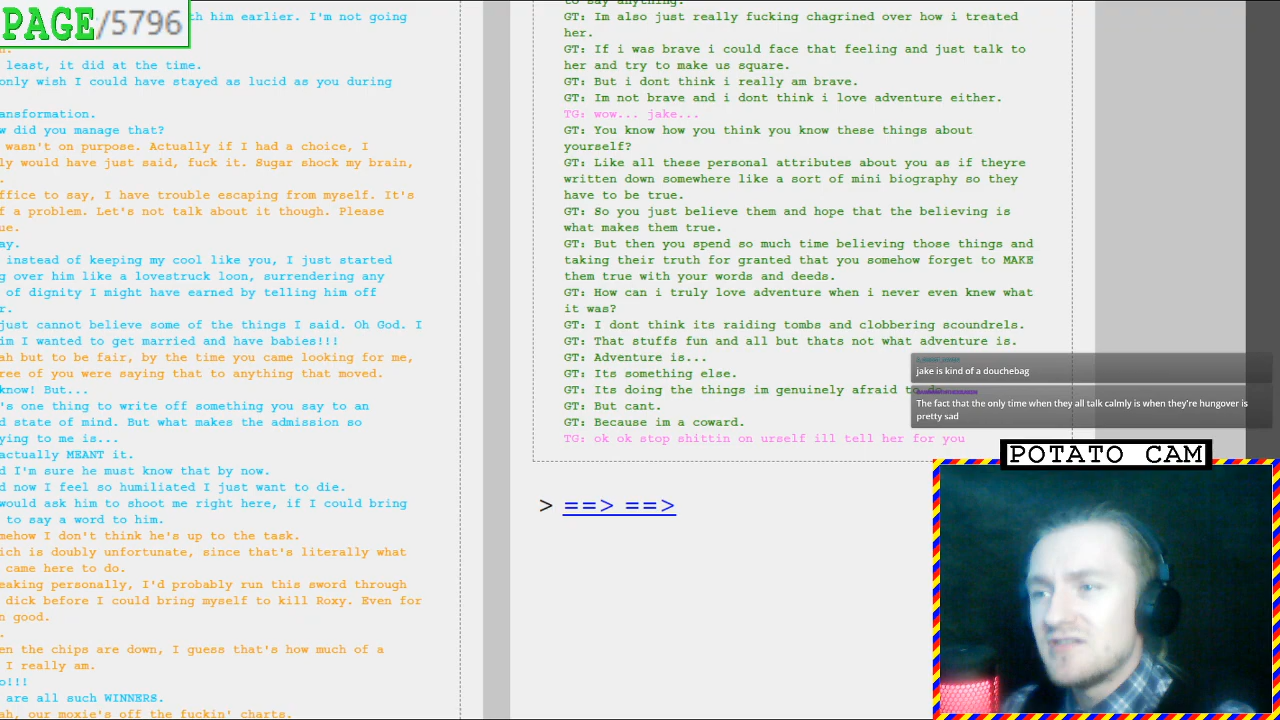 PAGE/5796
th him earlier. I'm not going
n.
least, it did at the time.
only wish I could have stayed as lucid as you during
ansformation.
w did you manage that?
wasn't on purpose. Actually if I had a choice, I
ly would have just said, fuck it. Sugar shock my brain,
.
ffice to say, I have trouble escaping from myself. It's
f a problem. Let's not talk about it though. Please
ue.
ay.
instead of keeping my cool like you, I just started
g over him like a lovestruck loon, surrendering any
of dignity I might have earned by telling him off
r.
just cannot believe some of the things I said. Oh God. I
im I wanted to get married and have babies!!!
ah but to be fair, by the time you came looking for me,
ree of you were saying that to anything that moved.
know! But...
's one thing to write off something you say to an
d state of mind. But what makes the admission so
ying to me is...
actually MEANT it.
d I'm sure he must know that by now.
d now I feel so humiliated I just want to die.
would ask him to shoot me right here, if I could bring
to say a word to him.
mehow I don't think he's up to the task.
ich is doubly unfortunate, since that's literally what
came here to do.
eaking personally, I'd probably run this sword through
dick before I could bring myself to kill Roxy. Even for
n good.
.
en the chips are down, I guess that's how much of a
I really am.
o!!!
are all such WINNERS.
ah, our moxie's off the fuckin' charts.
to say anything.
GT: Im also just really fucking chagrined over how i treated
her.
GT: If i was brave i could face that feeling and just talk to
her and try to make us square.
GT: But i dont think i really am brave.
GT: Im not brave and i dont think i love adventure either.
TG: wow... jake...
GT: You know how you think you know these things about
yourself?
GT: Like all these personal attributes about you as if theyre
written down somewhere like a sort of mini biography so they
have to be true.
GT: So you just believe them and hope that the believing is
what makes them true.
GT: But then you spend so much time believing those things and
taking their truth for granted that you somehow forget to MAKE
them true with your words and deeds.
GT: How can i truly love adventure when i never even knew what
it was?
GT: I dont think its raiding tombs and clobbering scoundrels.
GT: That stuffs fun and all but thats not what adventure is.
GT: Adventure is...
GT: Its something else.
GT: Its doing the things im genuinely afraid to do
GT: But cant.
GT: Because im a coward.
TG: ok ok stop shittin on urself ill tell her for you
> ==> ==>
jake is kind of a douchebag
The fact that the only time when they all talk calmly is when they're hungover is
pretty sad
POTATO CAM